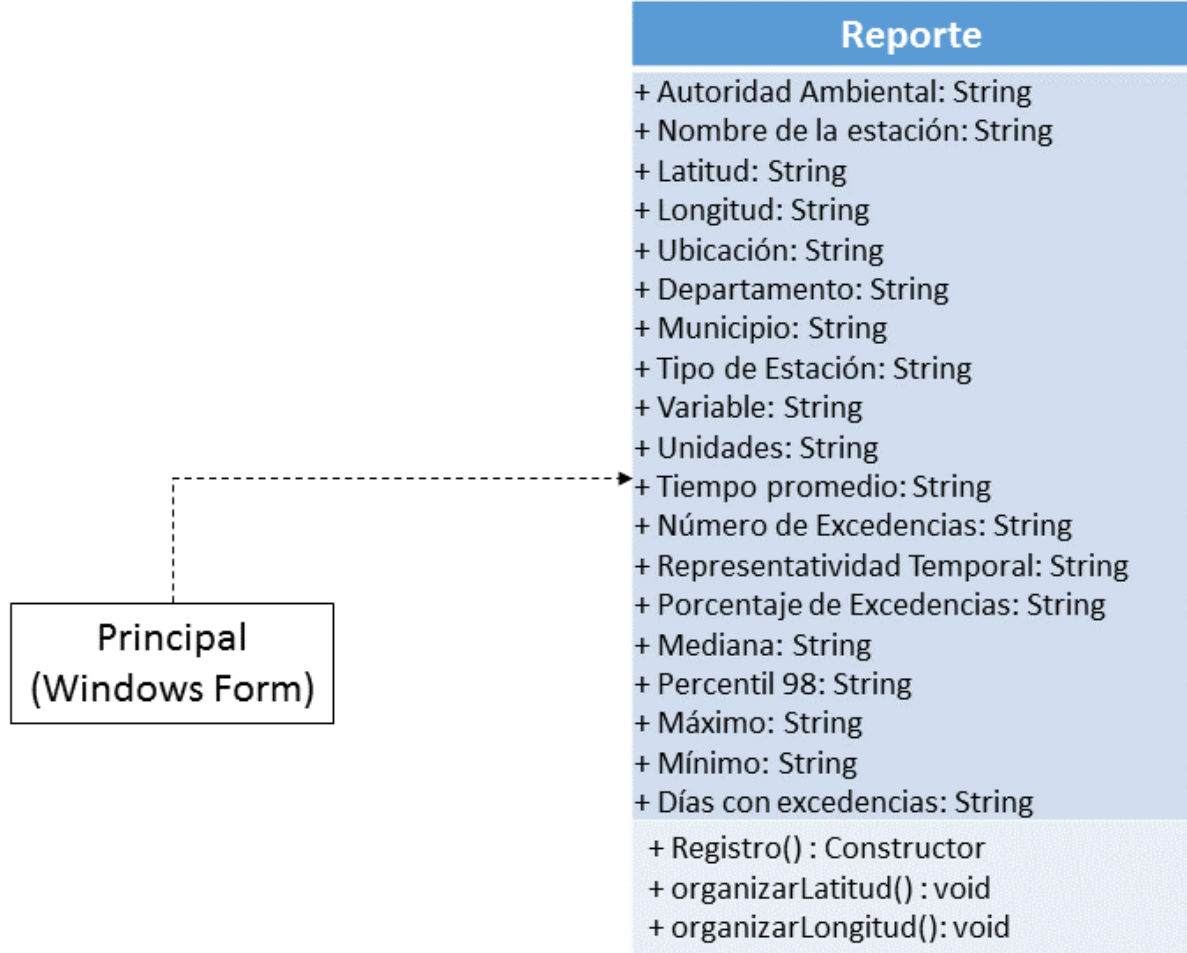 Reporte
+ Autoridad Ambiental: String
+ Nombre de la estación: String
+ Latitud: String
+ Longitud: String
+ Ubicación: String
+ Departamento: String
+ Municipio: String
+ Tipo de Estación: String
+ Variable: String
+ Unidades: String
+ Tiempo promedio: String
+ Número de Excedencias: String
+ Representatividad Temporal: String
+ Porcentaje de Excedencias: String
+ Mediana: String
+ Percentil 98: String
+ Máximo: String
+ Mínimo: String
+ Días con excedencias: String
+ Registro() : Constructor
+ organizarLatitud() : void
+ organizarLongitud(): void
Principal
(Windows Form)